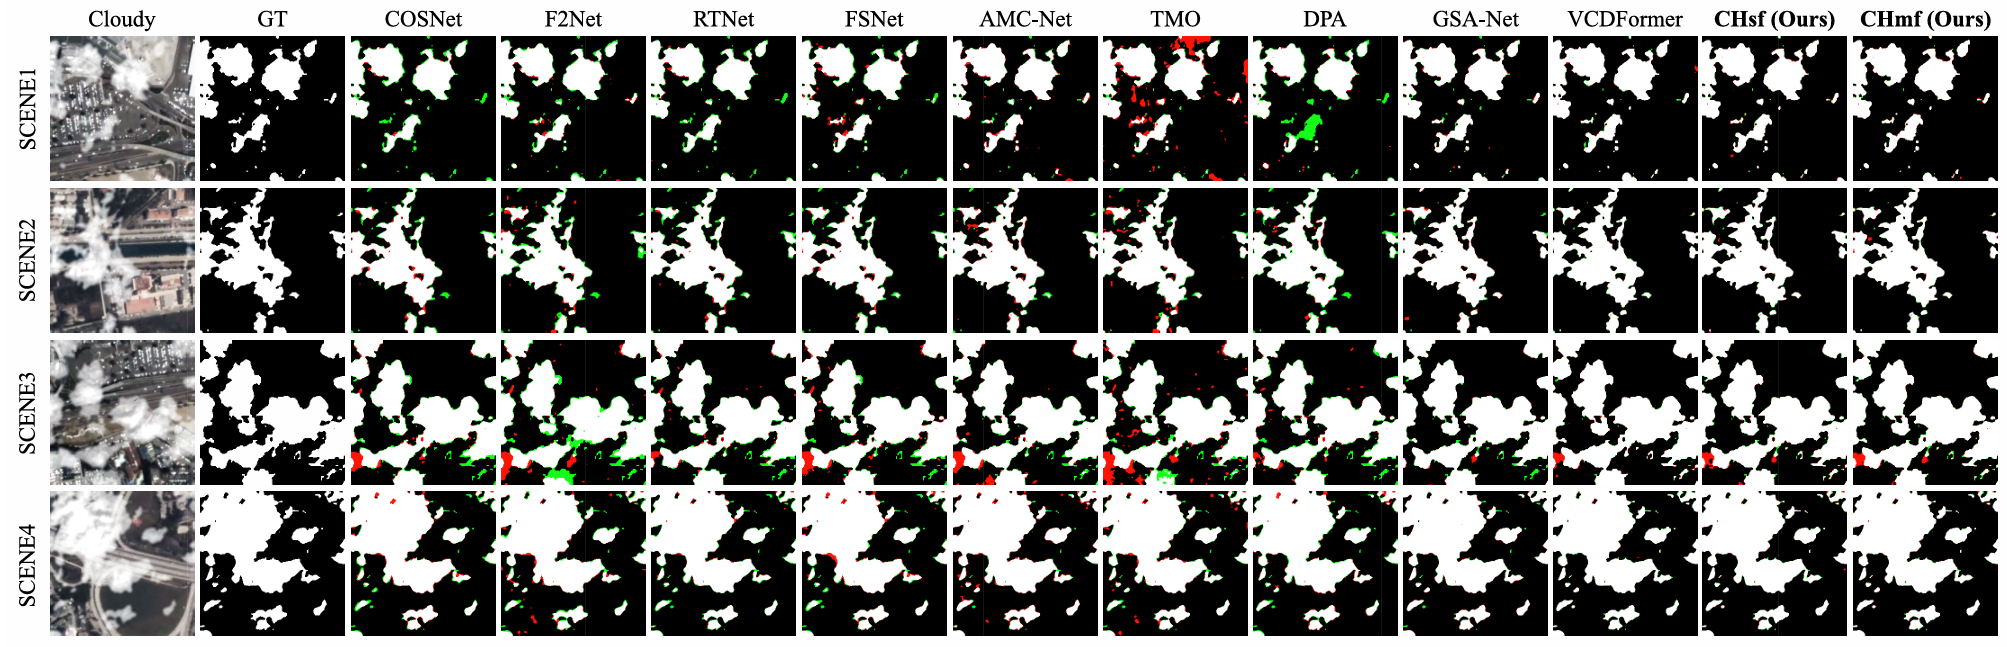 Cloudy GT COSNet F2Net RTNet FSNet AMC-Net TMO DPA GSA-Net VCDFormer CHsf (Ours) CHmf (Ours)
SCENE1
SCENE2
SCENE3
SCENE4